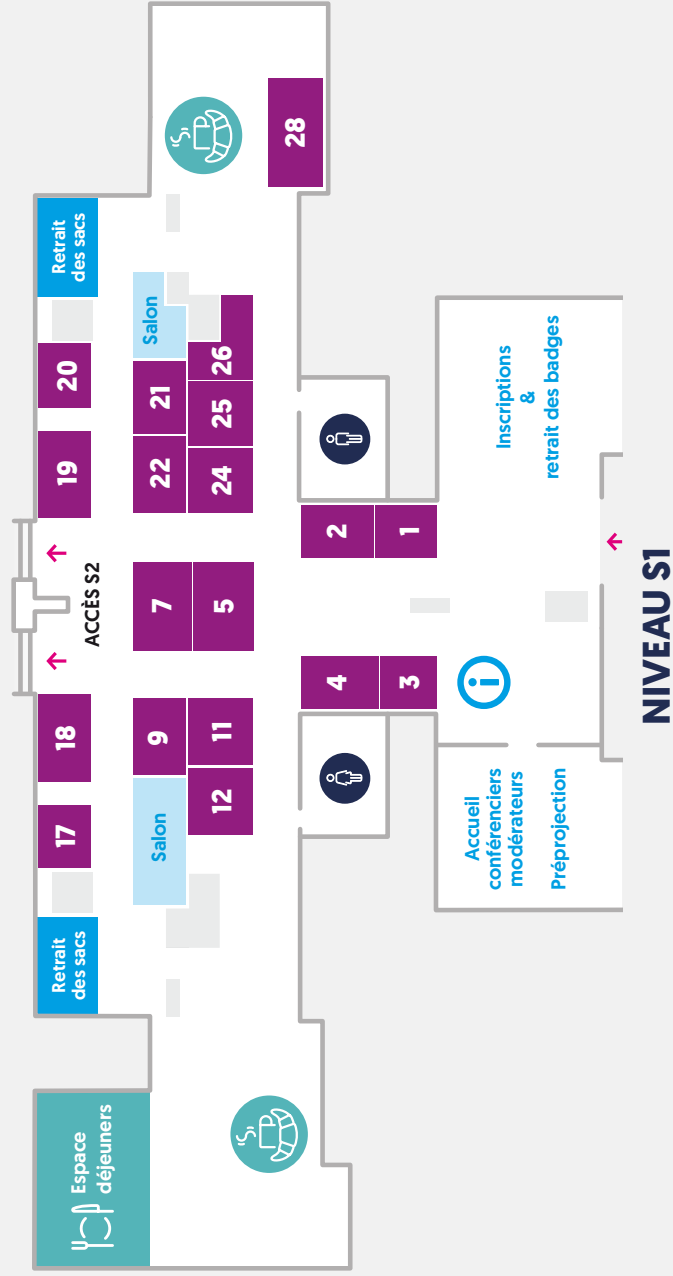 Espace
déjeuners
Retrait
des sacs
17
18
ACCÈS S2
19
20
Retrait
des sacs
Salon
9
7
22
21
Salon
12
11
5
24
25
26
28
4
2
3
1
Accueil
conférenciers
modérateurs
Préprojection
i
Inscriptions
&
retrait des badges
NIVEAU S1